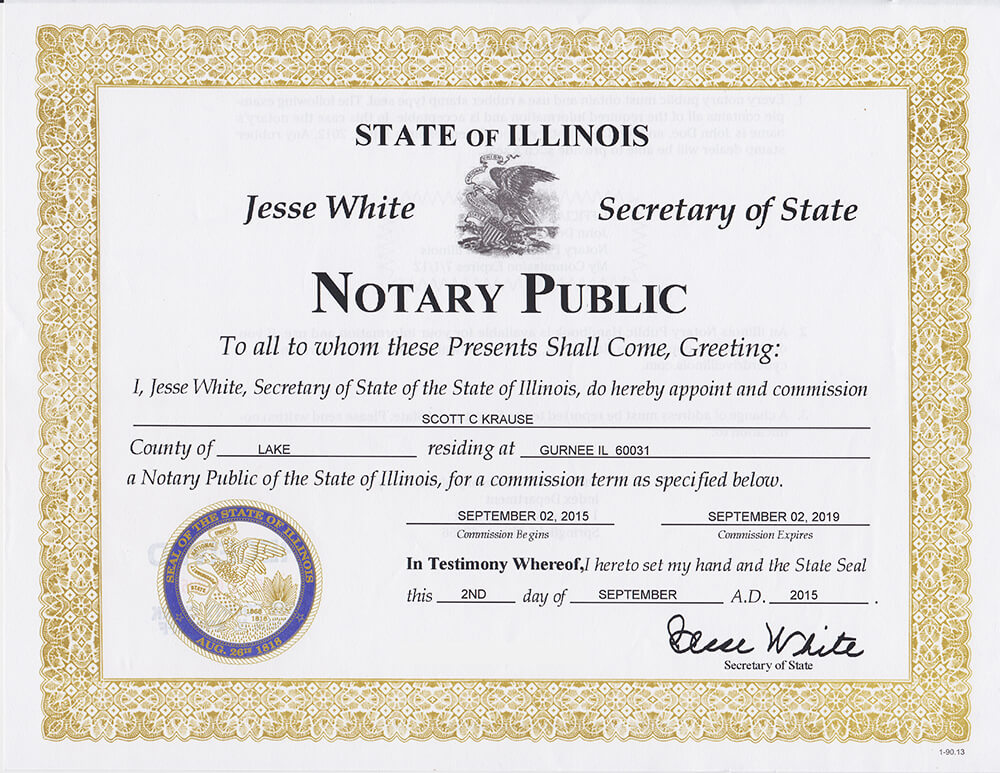 STATE OF ILLINOIS
Jesse White
Secretary of State
NOTARY PUBLIC
To all to whom these Presents Shall Come, Greeting:
I, Jesse White, Secretary of State of the State of Illinois, do hereby appoint and commission
SCOTT C KRAUSE
County of LAKE residing at GURNEE IL 60031
a Notary Public of the State of Illinois, for a commission term as specified below.
SEPTEMBER 02, 2015 SEPTEMBER 02, 2019
Commission Begins Commission Expires
In Testimony Whereof, I hereto set my hand and the State Seal
this 2ND day of SEPTEMBER A.D. 2015 .
SEAL OF THE STATE OF ILLINOIS
1868
1818
AUG. 26TH 1818
Jesse White
Secretary of State
1-90.13